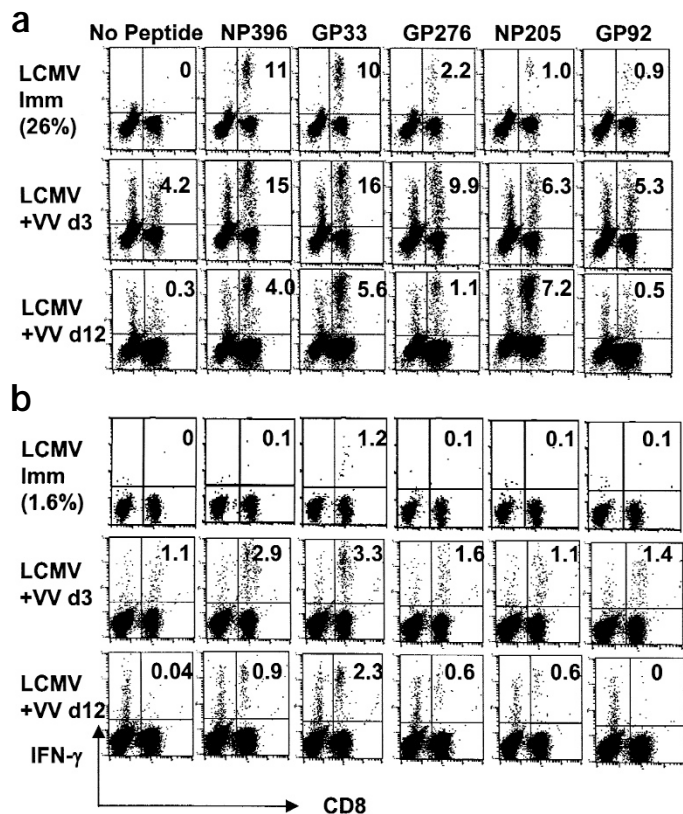 a
No Peptide NP396 GP33 GP276 NP205 GP92
LCMV
Imm
(26%)
0 11 10 2.2 1.0 0.9
LCMV
+VV d3
4.2 15 16 9.9 6.3 5.3
LCMV
+VV d12
0.3 4.0 5.6 1.1 7.2 0.5
b
LCMV
Imm
(1.6%)
0 0.1 1.2 0.1 0.1 0.1
LCMV
+VV d3
1.1 2.9 3.3 1.6 1.1 1.4
LCMV
+VV d12
0.04 0.9 2.3 0.6 0.6 0
IFN-γ
CD8